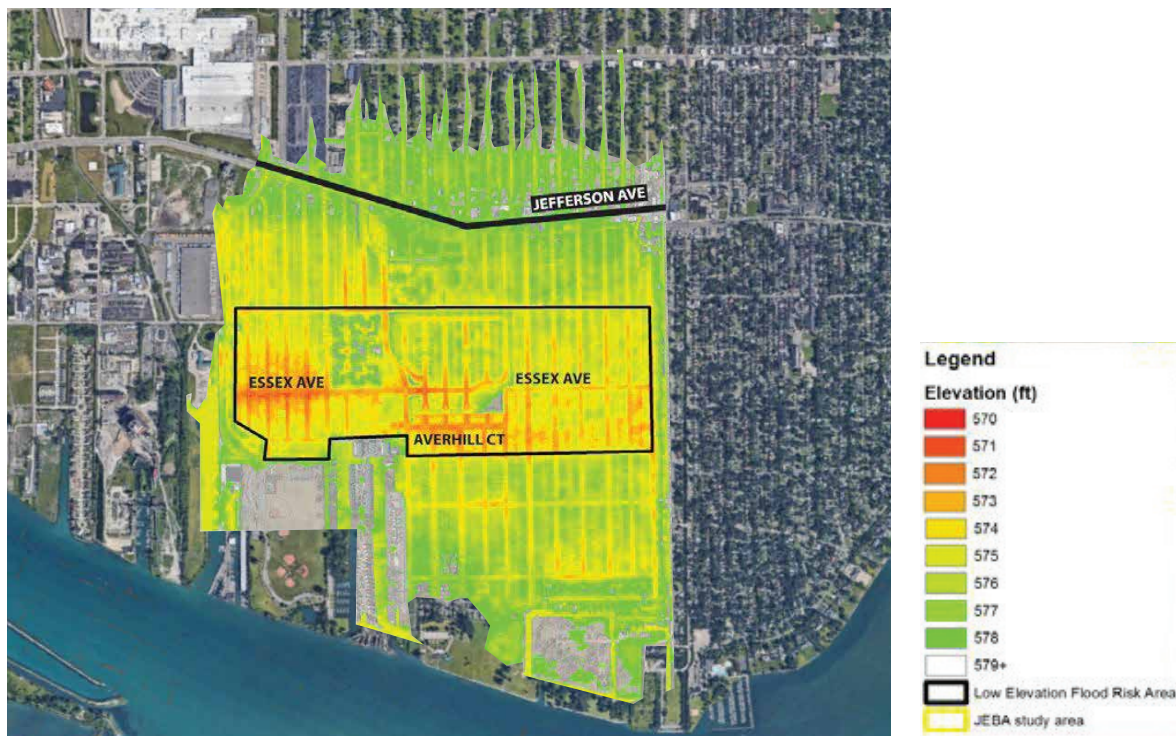 JEFFERSON AVE
ESSEX AVE
ESSEX AVE
AVERHILL CT
Legend
Elevation (ft)
570
571
572
573
574
575
576
577
578
579+
Low Elevation Flood Risk Area
JEBA study area